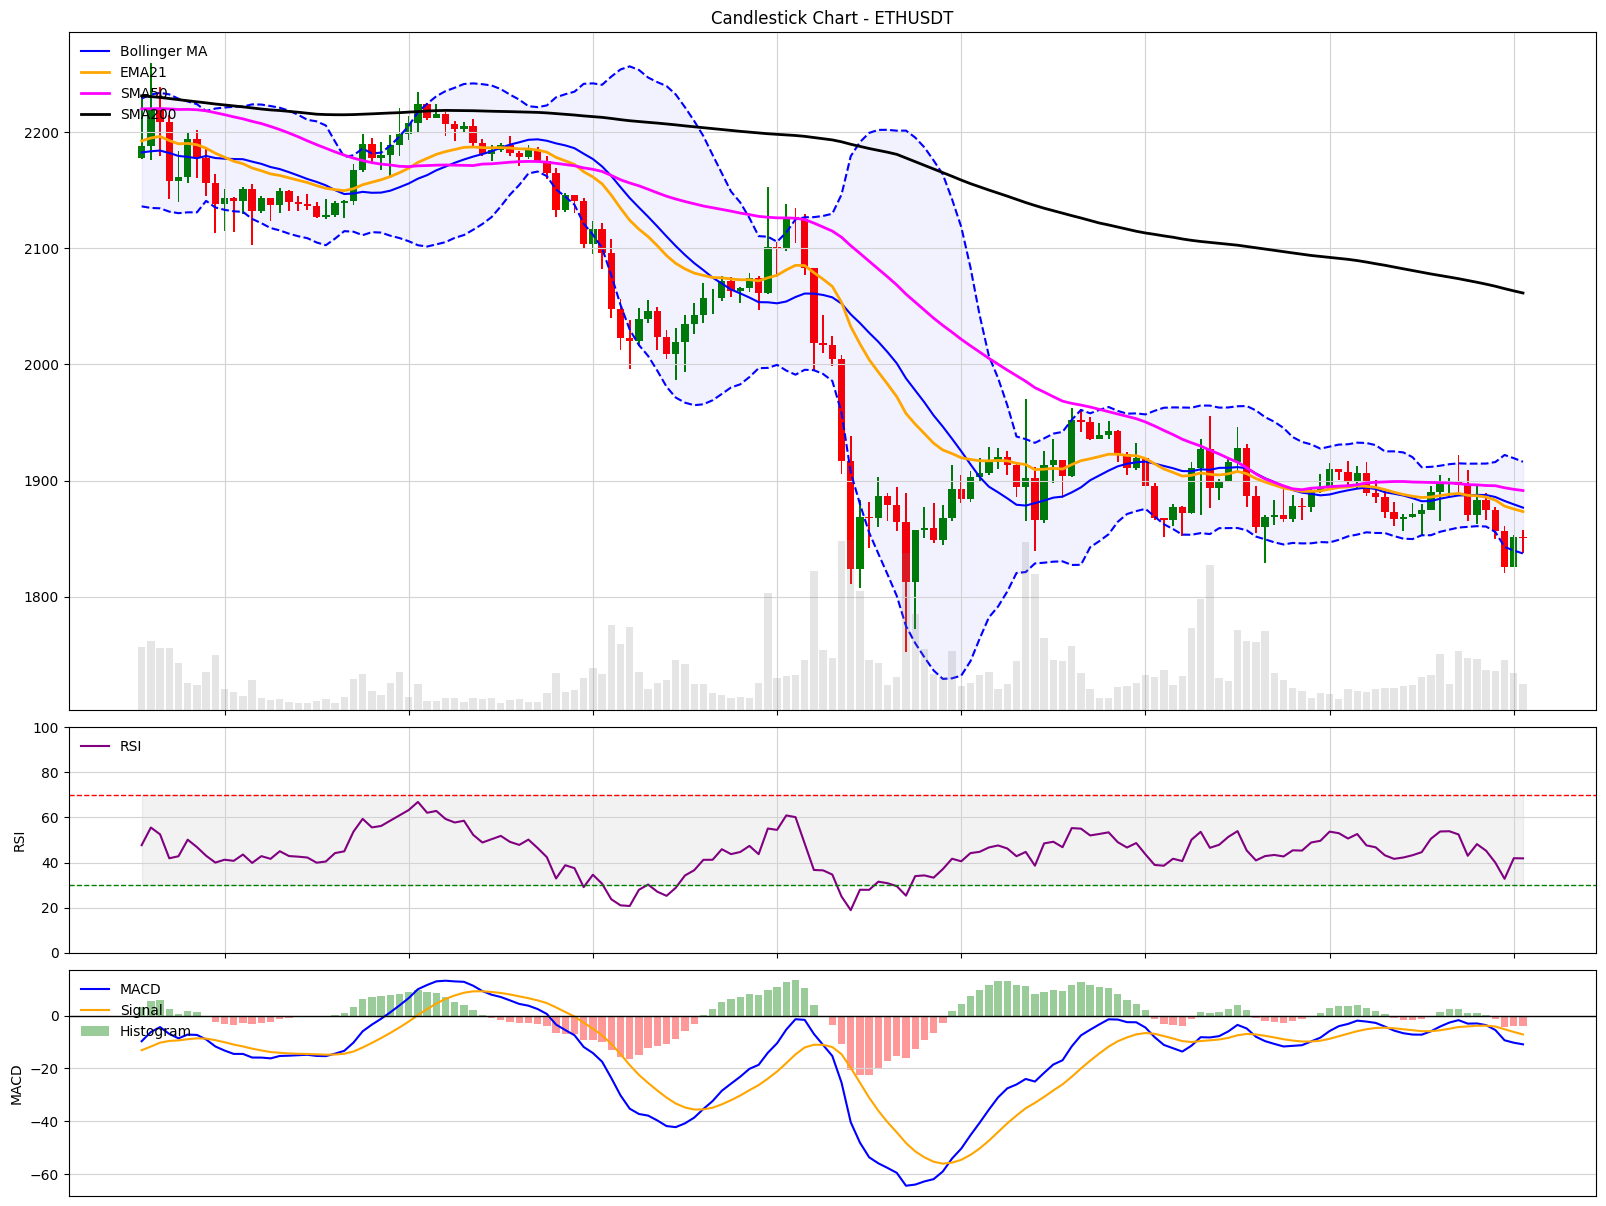 Candlestick Chart - ETHUSDT
Bollinger MA
EMA21
SMA50
SMA200
2200
2100
2000
1900
1800
RSI
100
80
60
40
20
0
RSI
MACD
Signal
Histogram
0
−20
−40
−60
MACD